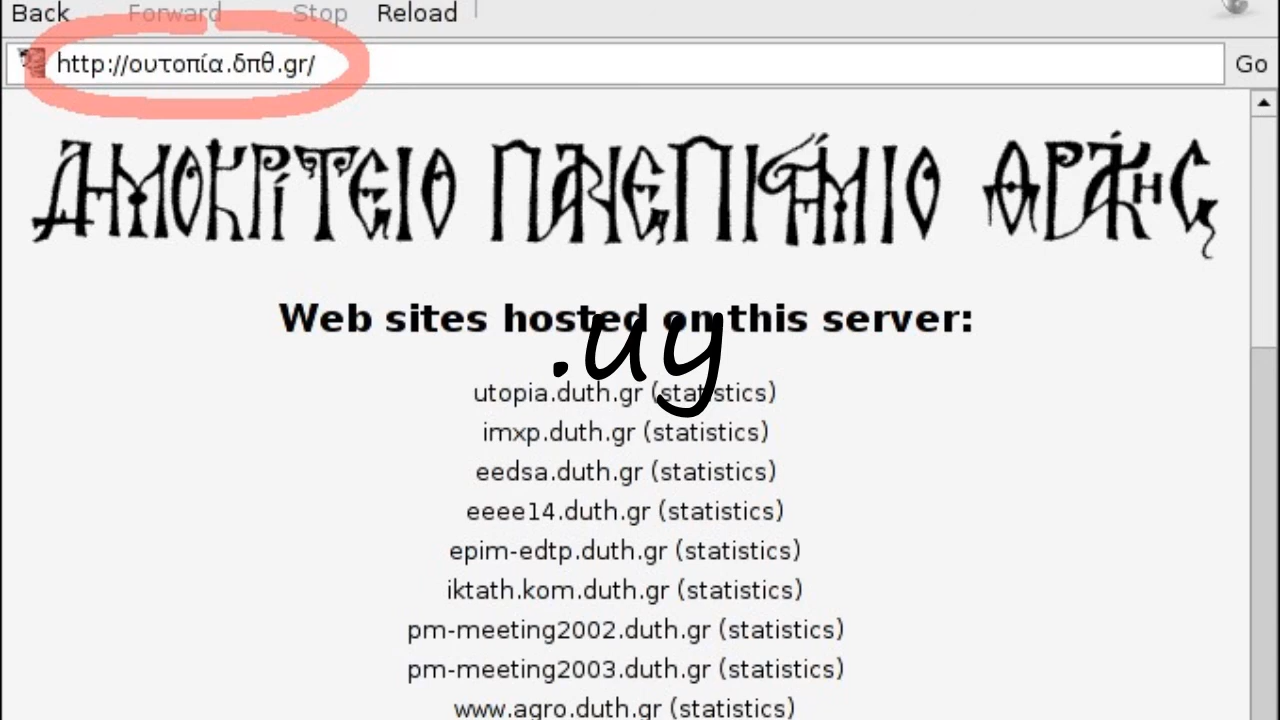 Back Forward Stop Reload
http://ουτοπία.δπθ.gr/ Go
ΔΗΜΟΚΡΊΤΕΙΟ ΠΑΝΕΠΙΣΤΉΜΙΟ ΘΡΆΚΗΣ
Web sites hosted on this server:
.uy
utopia.duth.gr (statistics)
imxp.duth.gr (statistics)
eedsa.duth.gr (statistics)
eeee14.duth.gr (statistics)
epim-edtp.duth.gr (statistics)
iktath.kom.duth.gr (statistics)
pm-meeting2002.duth.gr (statistics)
pm-meeting2003.duth.gr (statistics)
www.agro.duth.gr (statistics)